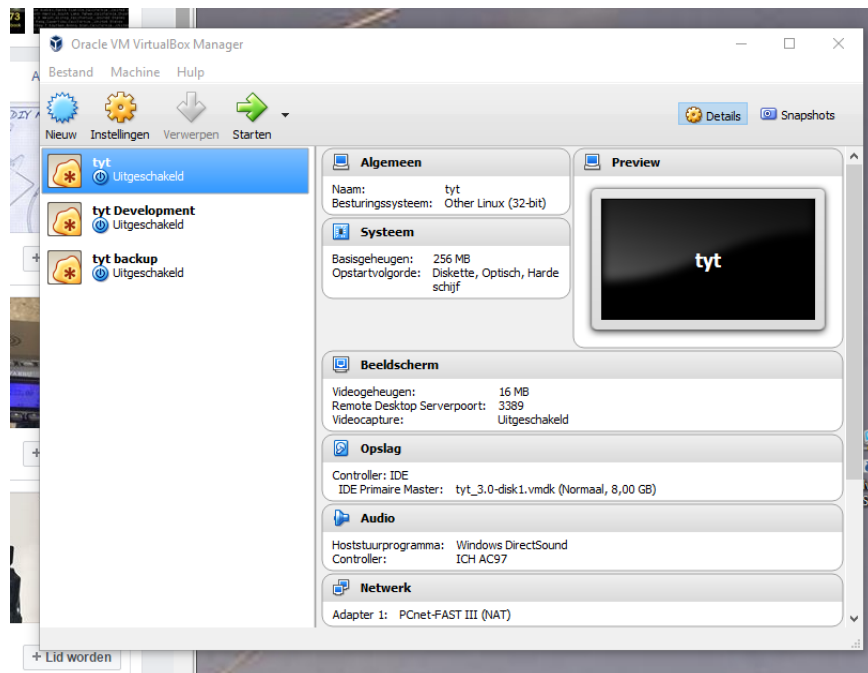 73
Oracle VM VirtualBox Manager
Bestand Machine Hulp
DIY
Nieuw Instellingen Verwerpen Starten
Details Snapshots
tyt
Uitgeschakeld
tyt Development
Uitgeschakeld
tyt backup
Uitgeschakeld
Algemeen
Naam: tyt
Besturingssysteem: Other Linux (32-bit)
Systeem
Basisgeheugen: 256 MB
Opstartvolgorde: Diskette, Optisch, Harde
schijf
Preview
tyt
Beeldscherm
Videogeheugen: 16 MB
Remote Desktop Serverpoort: 3389
Videocapture: Uitgeschakeld
Opslag
Controller: IDE
IDE Primaire Master: tyt_3.0-disk1.vmdk (Normaal, 8,00 GB)
Audio
Hoststuurprogramma: Windows DirectSound
Controller: ICH AC97
Netwerk
Adapter 1: PCnet-FAST III (NAT)
+ Lid worden